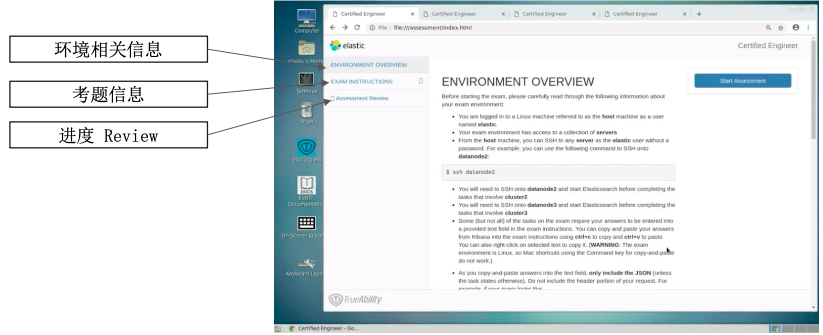 环境相关信息
考题信息
进度 Review
Computer
elastic's Home
Terminal
Trash
Instructions
DOCS
Elastic
Documentation
On-Screen Keybo
Keyboard Layo
Certified Engineer
Certified Engineer
Certified Engineer
Certified Engineer
File | file:///assessment/index.html
elastic
Certified Engineer
ENVIRONMENT OVERVIEW
EXAM INSTRUCTIONS
Assessment Review
ENVIRONMENT OVERVIEW
Start Assessment
Before starting the exam, please carefully read through the following information about
your exam environment:
• You are logged in to a Linux machine referred to as the host machine as a user
named elastic.
• Your exam environment has access to a collection of servers
• From the host machine, you can SSH to any server as the elastic user without a
password. For example, you can use the following command to SSH onto
datanode2:
$ ssh datanode2
• You will need to SSH onto datanode2 and start Elasticsearch before completing the
tasks that involve cluster2
• You will need to SSH onto datanode3 and start Elasticsearch before completing the
tasks that involve cluster3
• Some (but not all) of the tasks on the exam require your answers to be entered into
a provided text field in the exam instructions. You can copy and paste your answers
from Kibana into the exam instructions using ctrl+c to copy and ctrl+v to paste.
You can also right-click on selected text to copy it. (WARNING: The exam
environment is Linux, so Mac shortcuts using the Command key for copy-and-paste
do not work.)
• As you copy-and-paste answers into the text field, only include the JSON (unless
the task states otherwise). Do not include the header portion of your request. For
example, if your query looks like:
TrueAbility
Certified Engineer - Go...